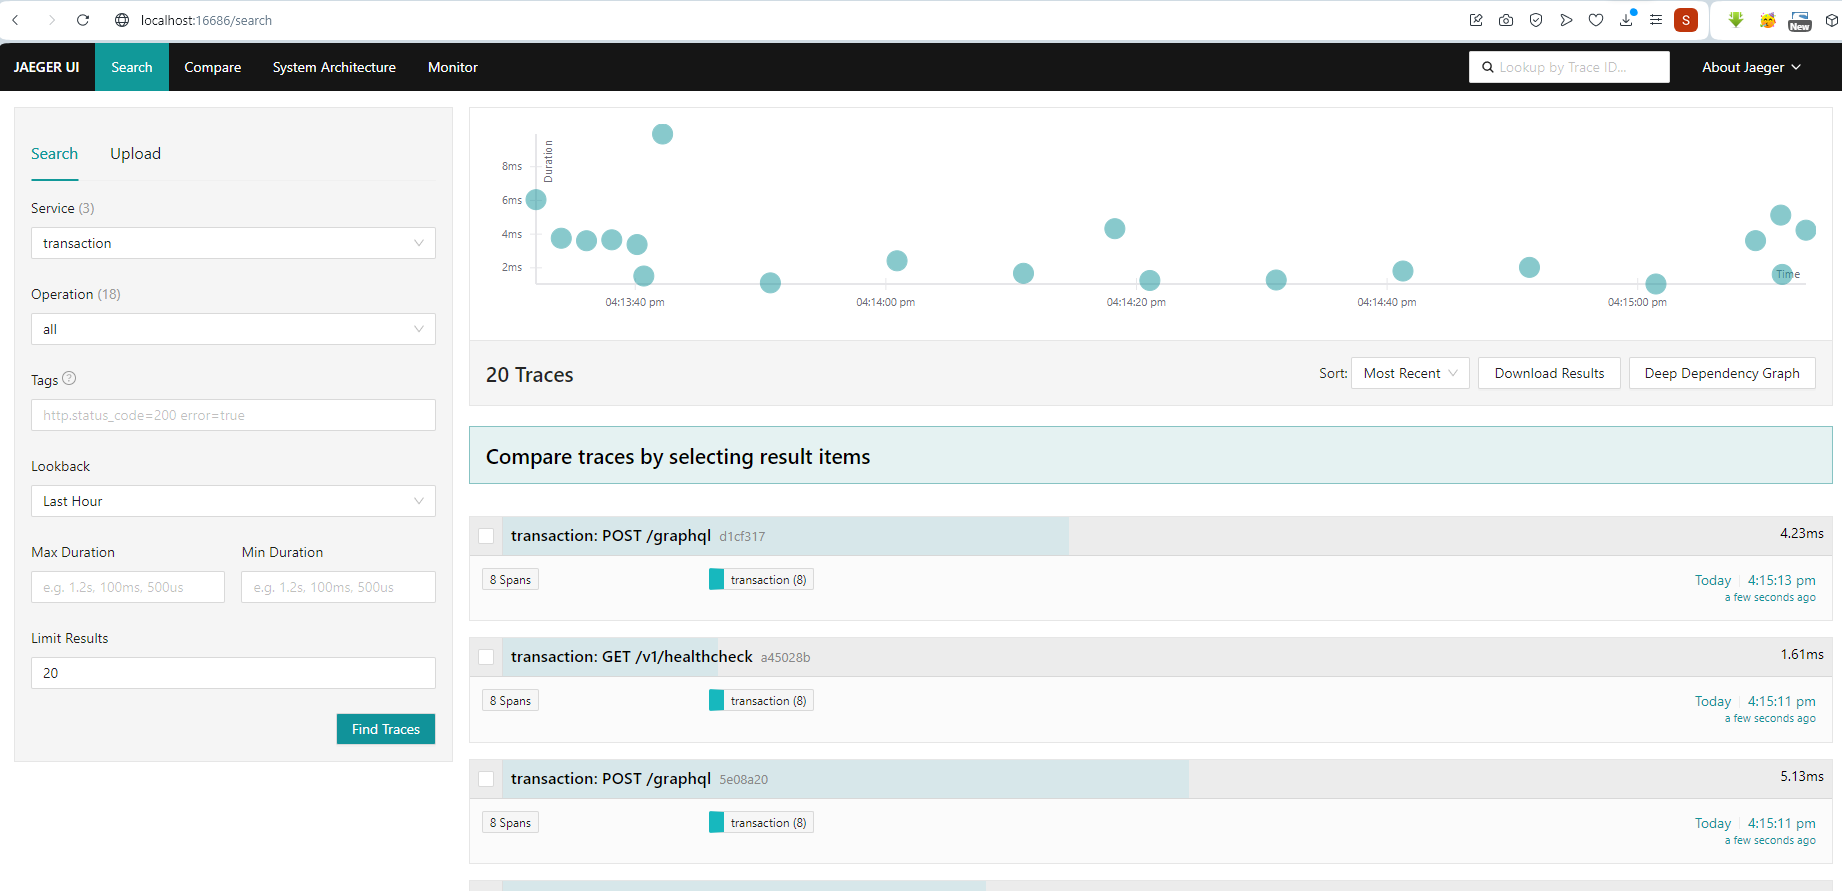 localhost:16686/search
S
New
JAEGER UI
Search
Compare
System Architecture
Monitor
Lookup by Trace ID...
About Jaeger
Search
Upload
Service (3)
transaction
Operation (18)
all
Tags ?
http.status_code=200 error=true
Lookback
Last Hour
Max Duration
Min Duration
e.g. 1.2s, 100ms, 500us
e.g. 1.2s, 100ms, 500us
Limit Results
20
Find Traces
Duration
8ms
6ms
4ms
2ms
Time
04:13:40 pm
04:14:00 pm
04:14:20 pm
04:14:40 pm
04:15:00 pm
20 Traces
Sort: Most Recent
Download Results
Deep Dependency Graph
Compare traces by selecting result items
transaction: POST /graphql d1cf317
4.23ms
8 Spans
transaction (8)
Today 4:15:13 pm
a few seconds ago
transaction: GET /v1/healthcheck a45028b
1.61ms
8 Spans
transaction (8)
Today 4:15:11 pm
a few seconds ago
transaction: POST /graphql 5e08a20
5.13ms
8 Spans
transaction (8)
Today 4:15:11 pm
a few seconds ago